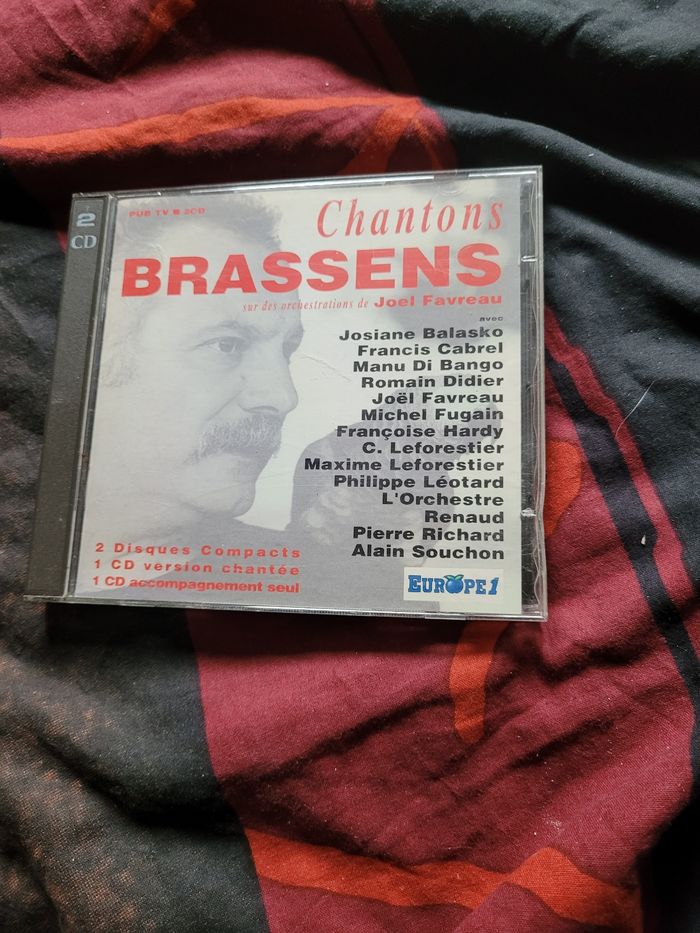 2
CD
PUB TV B 2CD
Chantons
BRASSENS
sur des orchestrations de Joel Favreau
avec
Josiane Balasko
Francis Cabrel
Manu Di Bango
Romain Didier
Joël Favreau
Michel Fugain
Françoise Hardy
C. Leforestier
Maxime Leforestier
Philippe Léotard
L'Orchestre
Renaud
Pierre Richard
Alain Souchon
2 Disques Compacts
1 CD version chantée
1 CD accompagnement seul
EUROPE 1